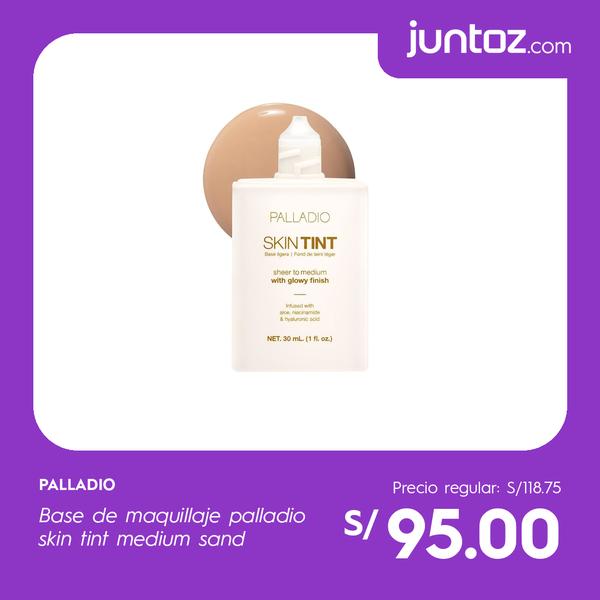 juntoz.com
PALLADIO
SKIN TINT
Base ligera | Fond de teint léger
sheer to medium
with glowy finish
Infused with
aloe, niacinamide
& hyaluronic acid
NET. 30 mL. (1 fl. oz.)
PALLADIO
Base de maquillaje palladio
skin tint medium sand
Precio regular: S/118.75
S/ 95.00